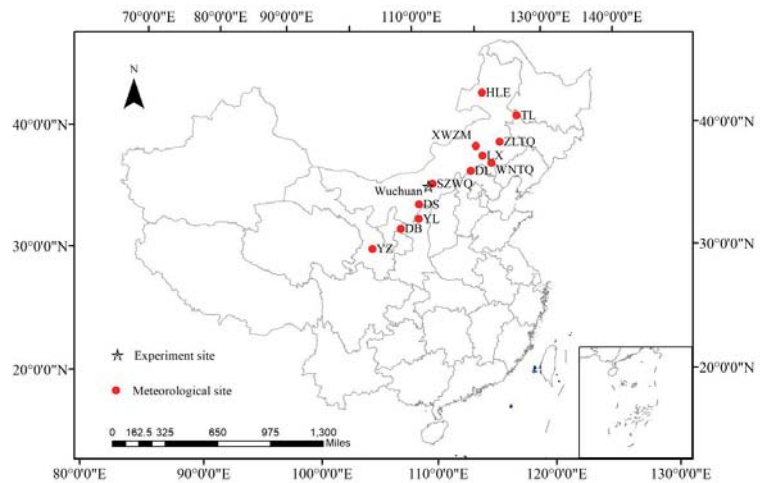 70°0'0"E 80°0'0"E 90°0'0"E 110°0'0"E 130°0'0"E 140°0'0"E
N
HLE
40°0'0"N
TL
40°0'0"N
XWZM
ZLTQ
LX
WNTQ
DL
SZWQ
Wuchuan
DS
YL
DB
30°0'0"N
YZ
30°0'0"N
Experiment site
20°0'0"N
20°0'0"N
Meteorological site
0 162.5 325 650 975 1,300
Miles
80°0'0"E 90°0'0"E 100°0'0"E 110°0'0"E 120°0'0"E 130°0'0"E